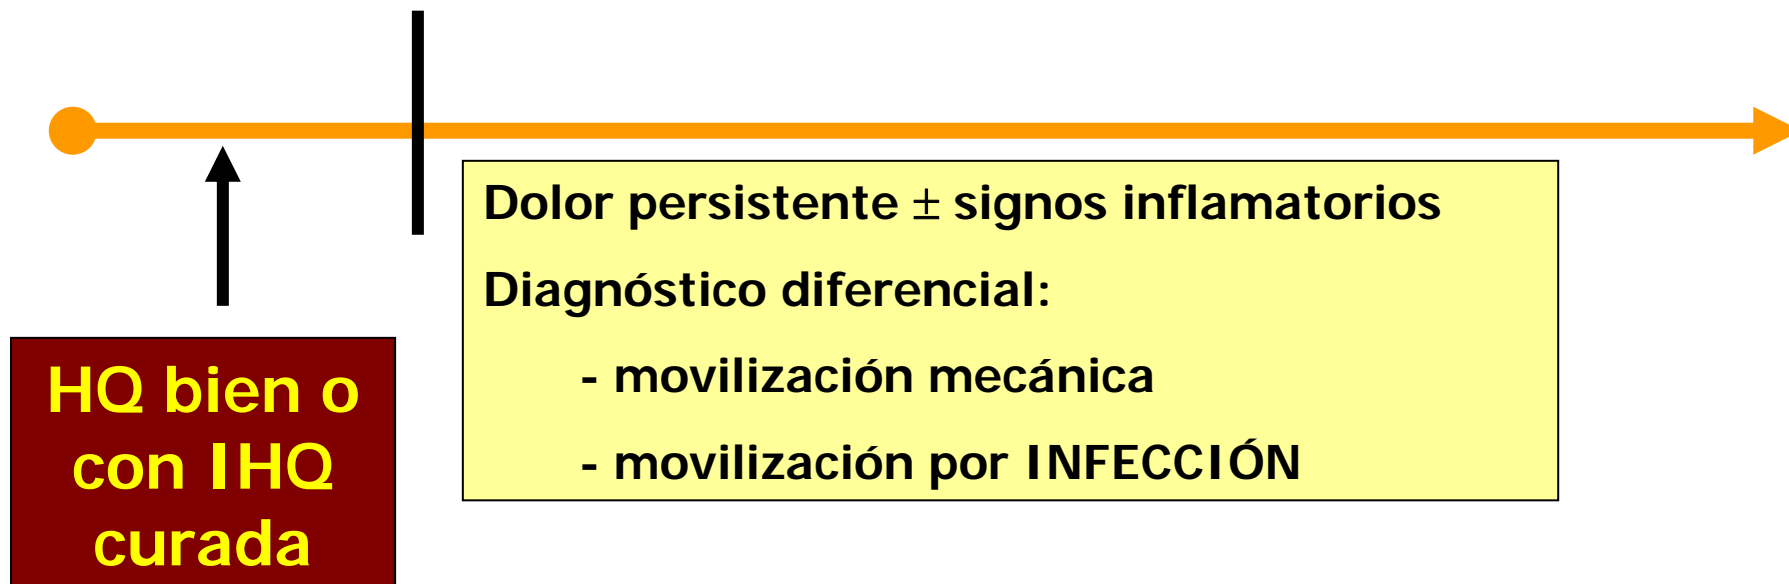 Dolor persistente ± signos inflamatorios
Diagnóstico diferencial:
- movilización mecánica
- movilización por INFECCIÓN
HQ bien o
con IHQ
curada